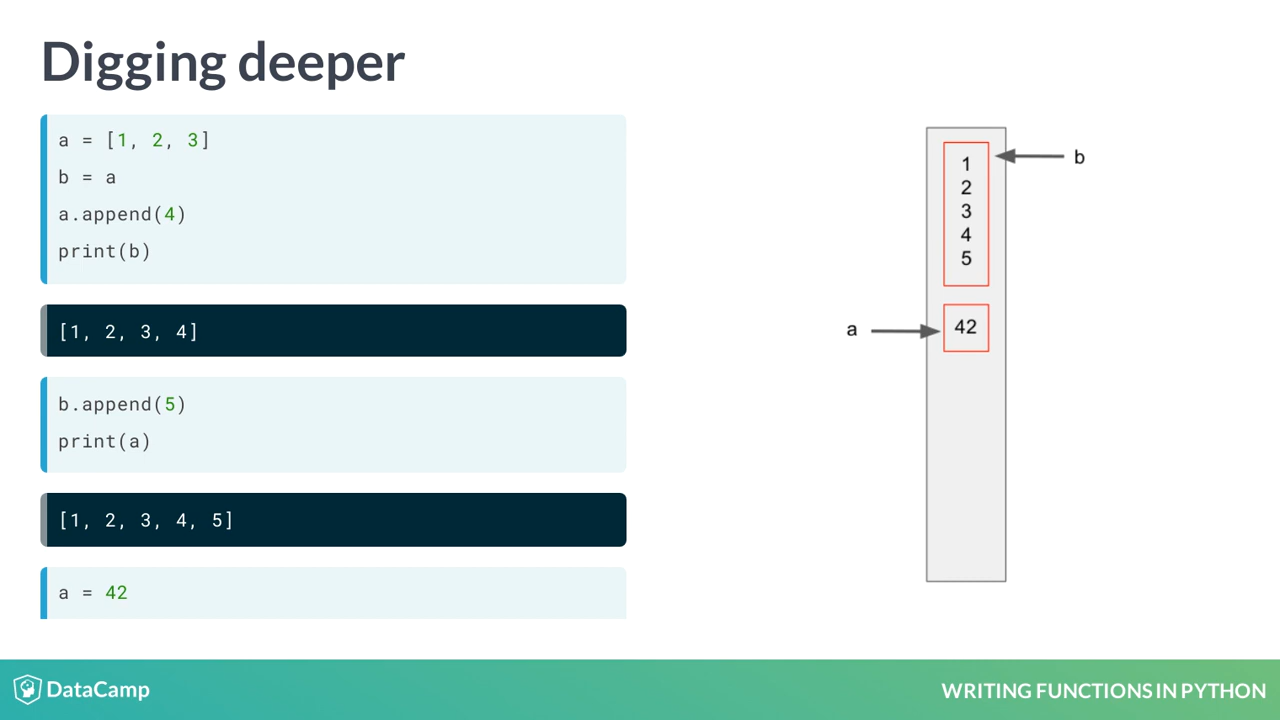 Digging deeper
a = [1, 2, 3]
b = a
a.append(4)
print(b)
[1, 2, 3, 4]
b.append(5)
print(a)
[1, 2, 3, 4, 5]
a = 42
1
2
3
4
5
b
a
42
DataCamp
WRITING FUNCTIONS IN PYTHON